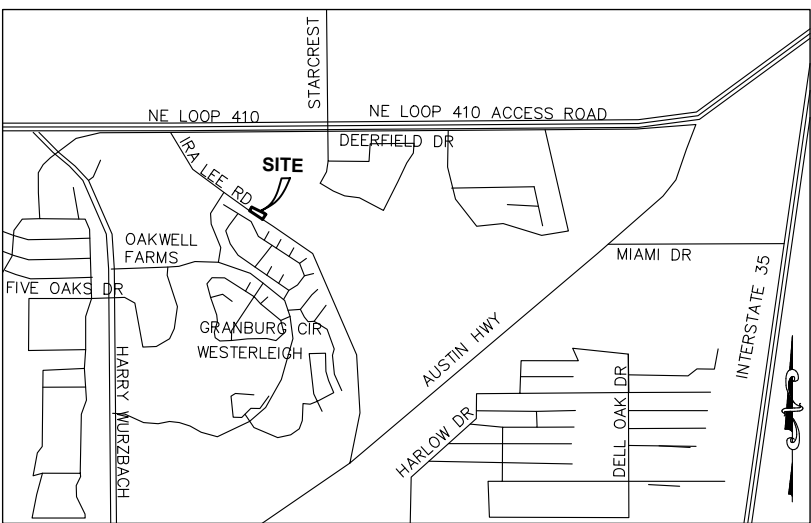 STARCREST
NE LOOP 410
NE LOOP 410 ACCESS ROAD
DEERFIELD DR
IRA LEE RD
SITE
OAKWELL
FARMS
MIAMI DR
INTERSTATE 35
FIVE OAKS DR
GRANBURG CIR
WESTERLEIGH
AUSTIN HWY
HARRY WURZBACH
HARLOW DR
DELL OAK DR